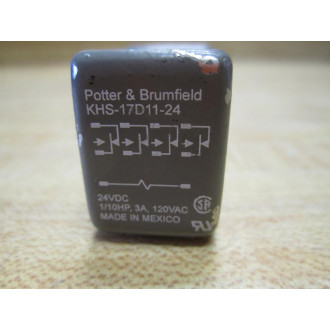 Potter & Brumfield
KHS-17D11-24
24VDC
1/10HP, 3A, 120VAC
MADE IN MEXICO